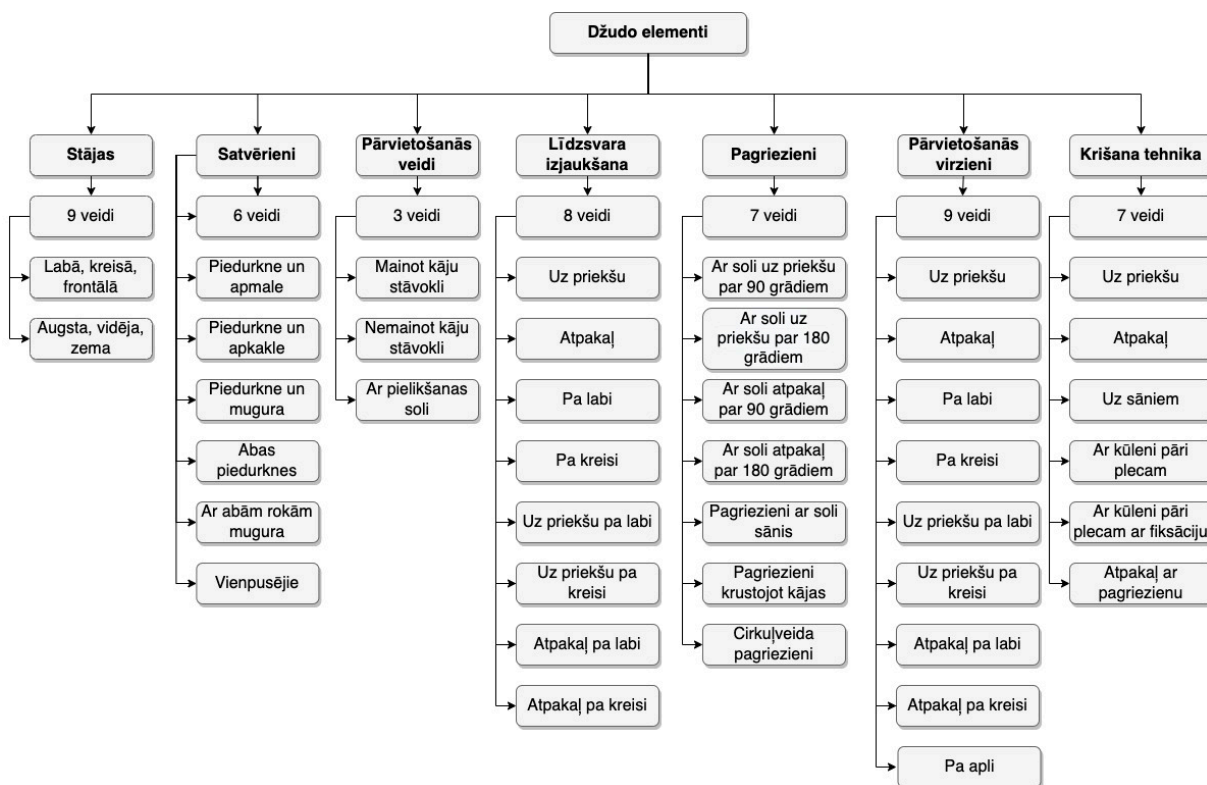 Džudo elementi
Stājas
9 veidi
Labā, kreisā,
frontālā
Augsta, vidēja,
zema
Satvērieni
6 veidi
Piedurkne un
apmale
Piedurkne un
apkakle
Piedurkne un
mugura
Abas
piedurknes
Ar abām rokām
mugura
Vienpusējie
Pārvietošanās
veidi
3 veidi
Mainot kāju
stāvokli
Nemainot kāju
stāvokli
Ar pielikšanas
soli
Līdzsvara
izjaukšana
8 veidi
Uz priekšu
Atpakaļ
Pa labi
Pa kreisi
Uz priekšu pa labi
Uz priekšu pa
kreisi
Atpakaļ pa labi
Atpakaļ pa kreisi
Pagriezieni
7 veidi
Ar soli uz priekšu
par 90 grādiem
Ar soli uz
priekšu par 180
grādiem
Ar soli atpakaļ
par 90 grādiem
Ar soli atpakaļ
par 180 grādiem
Pagriezieni ar soli
sānis
Pagriezieni
krustojot kājas
Cirkuļveida
pagriezieni
Pārvietošanās
virzieni
9 veidi
Uz priekšu
Atpakaļ
Pa labi
Pa kreisi
Uz priekšu pa labi
Uz priekšu pa
kreisi
Atpakaļ pa labi
Atpakaļ pa kreisi
Pa apli
Krišana tehnika
7 veidi
Uz priekšu
Atpakaļ
Uz sāniem
Ar kūleni pāri
plecam
Ar kūleni pāri
plecam ar fiksāciju
Atpakaļ ar
pagriezienu